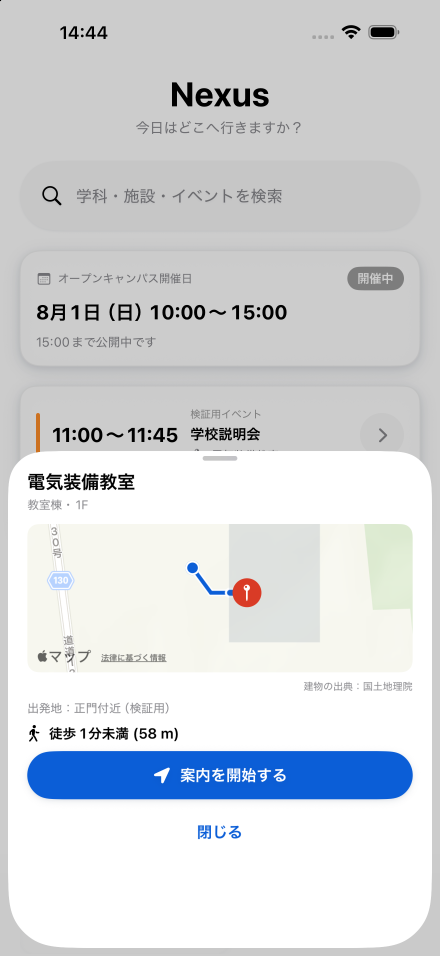 14:44
Nexus
今日はどこへ行きますか？
学科・施設・イベントを検索
オープンキャンパス開催日
開催中
8月1日（日）10:00〜15:00
15:00まで公開中です
検証用イベント
11:00〜11:45 学校説明会
電気装備教室
教室棟・1F
30号
130
道道12
マップ 法律に基づく情報
建物の出典：国土地理院
出発地：正門付近（検証用）
徒歩1分未満 (58 m)
案内を開始する
閉じる